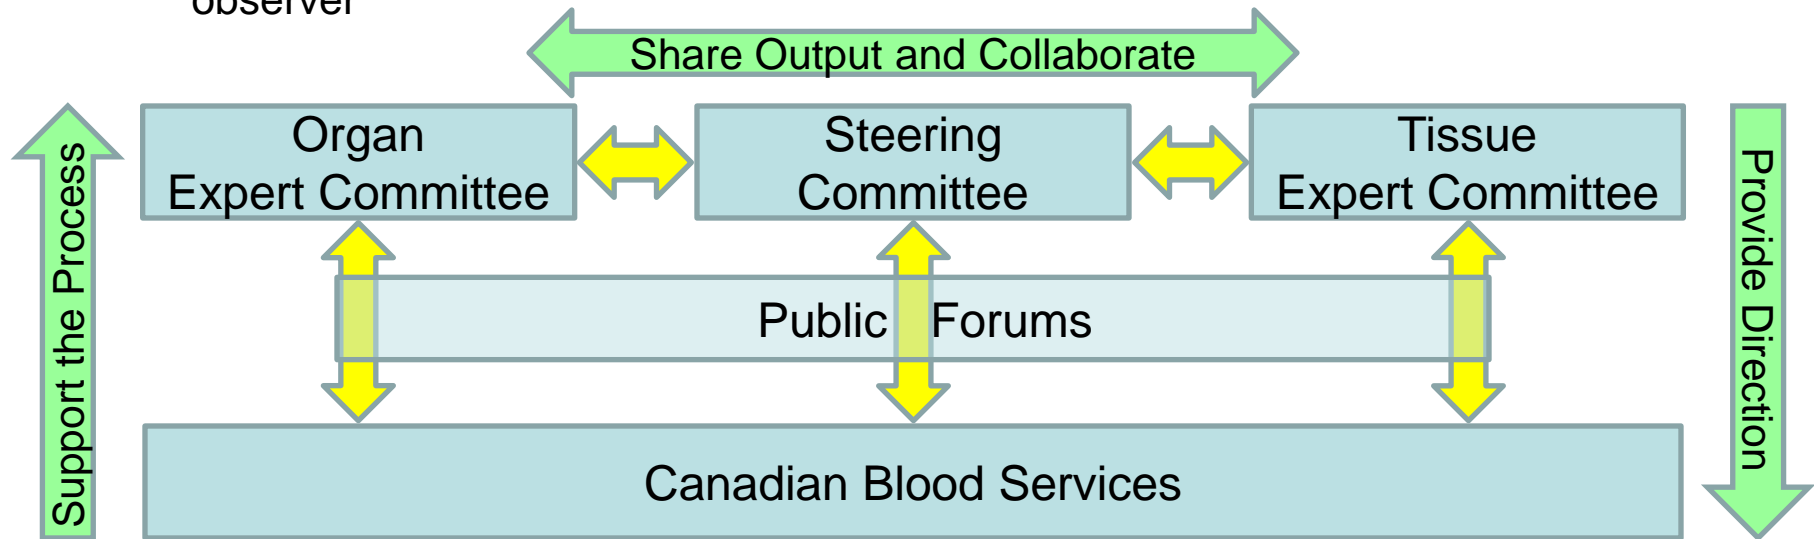 observer
Share Output and Collaborate
Support the Process
Organ
Expert Committee
Steering
Committee
Tissue
Expert Committee
Provide Direction
Public Forums
Canadian Blood Services